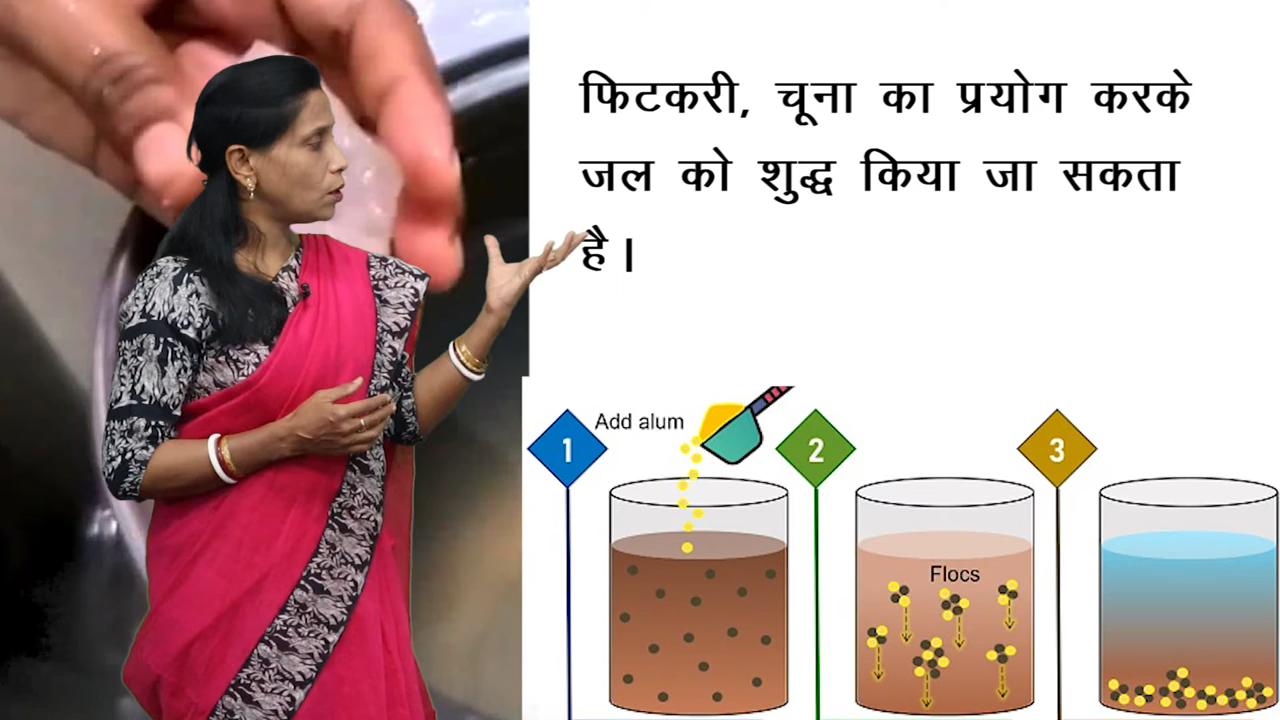 फिटकरी, चूना का प्रयोग करके
जल को शुद्ध किया जा सकता
है।
1
Add alum
2
3
Flocs